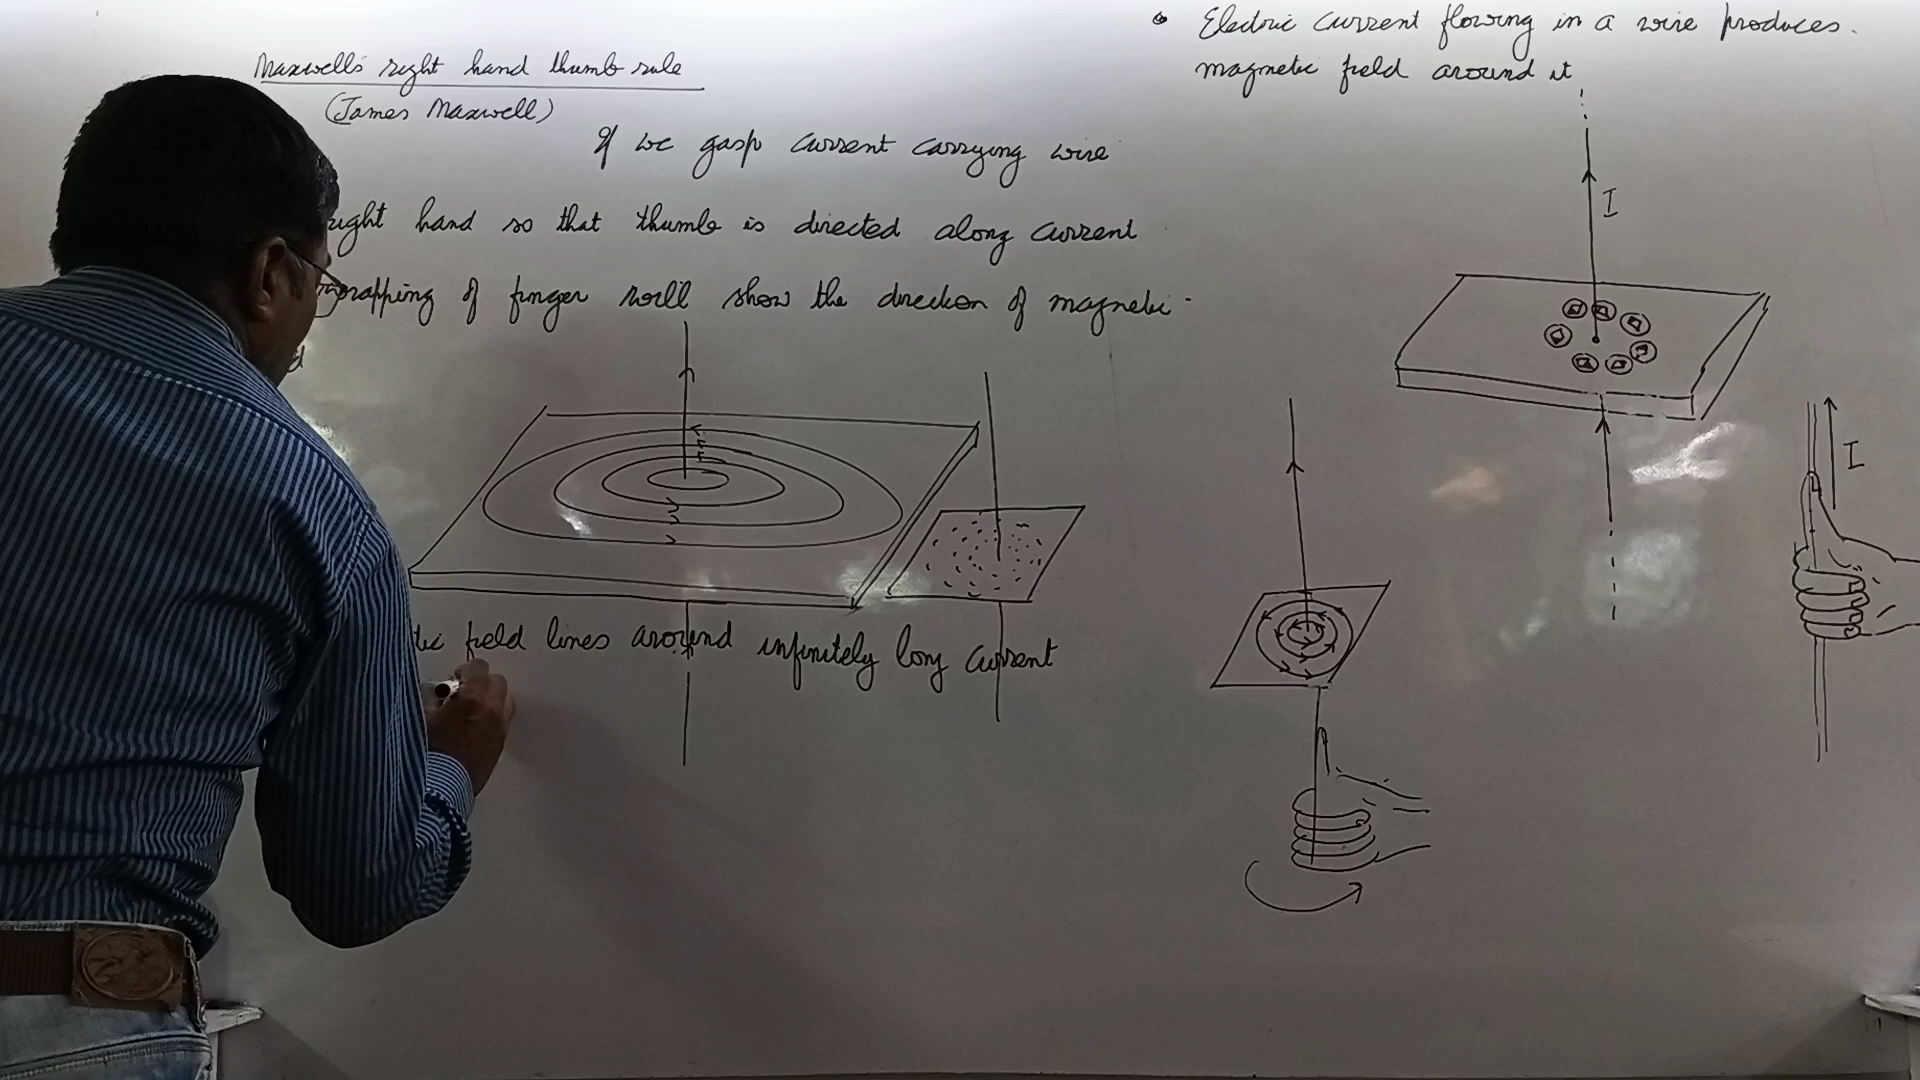 Maxwell's right hand thumb rule
(James Maxwell)
If we gasp current carrying wire
right hand so that thumb is directed along current
wrapping of finger will show the direction of magnetic
field lines around infinitely long current
• Electric current flowing in a wire produces.
magnetic field around it
I
I